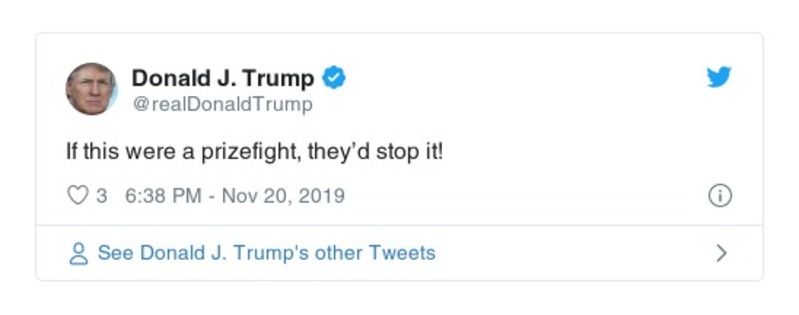 Donald J. Trump
@realDonaldTrump
If this were a prizefight, they’d stop it!
3 6:38 PM - Nov 20, 2019
See Donald J. Trump's other Tweets